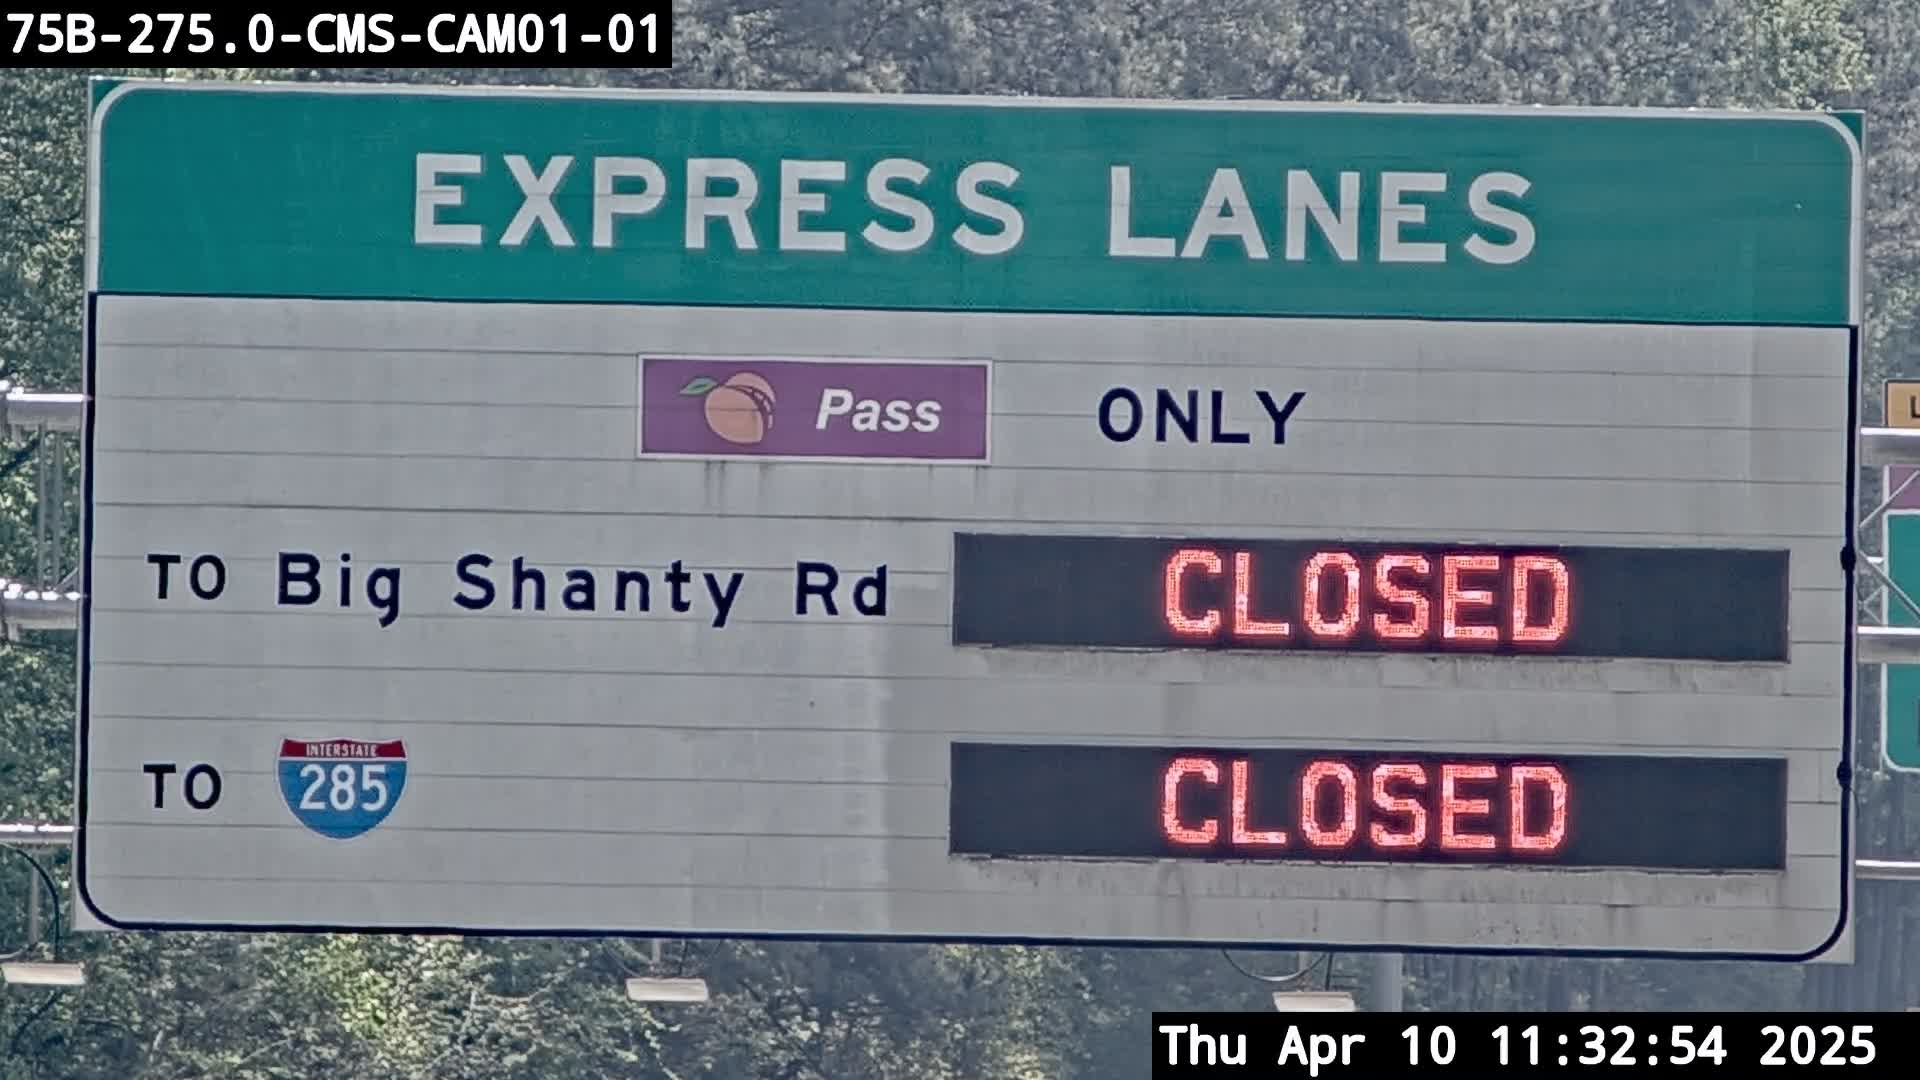 75B-275.0-CMS-CAM01-01
EXPRESS LANES
Pass ONLY
TO Big Shanty Rd CLOSED
TO INTERSTATE 285 CLOSED
Thu Apr 10 11:32:54 2025